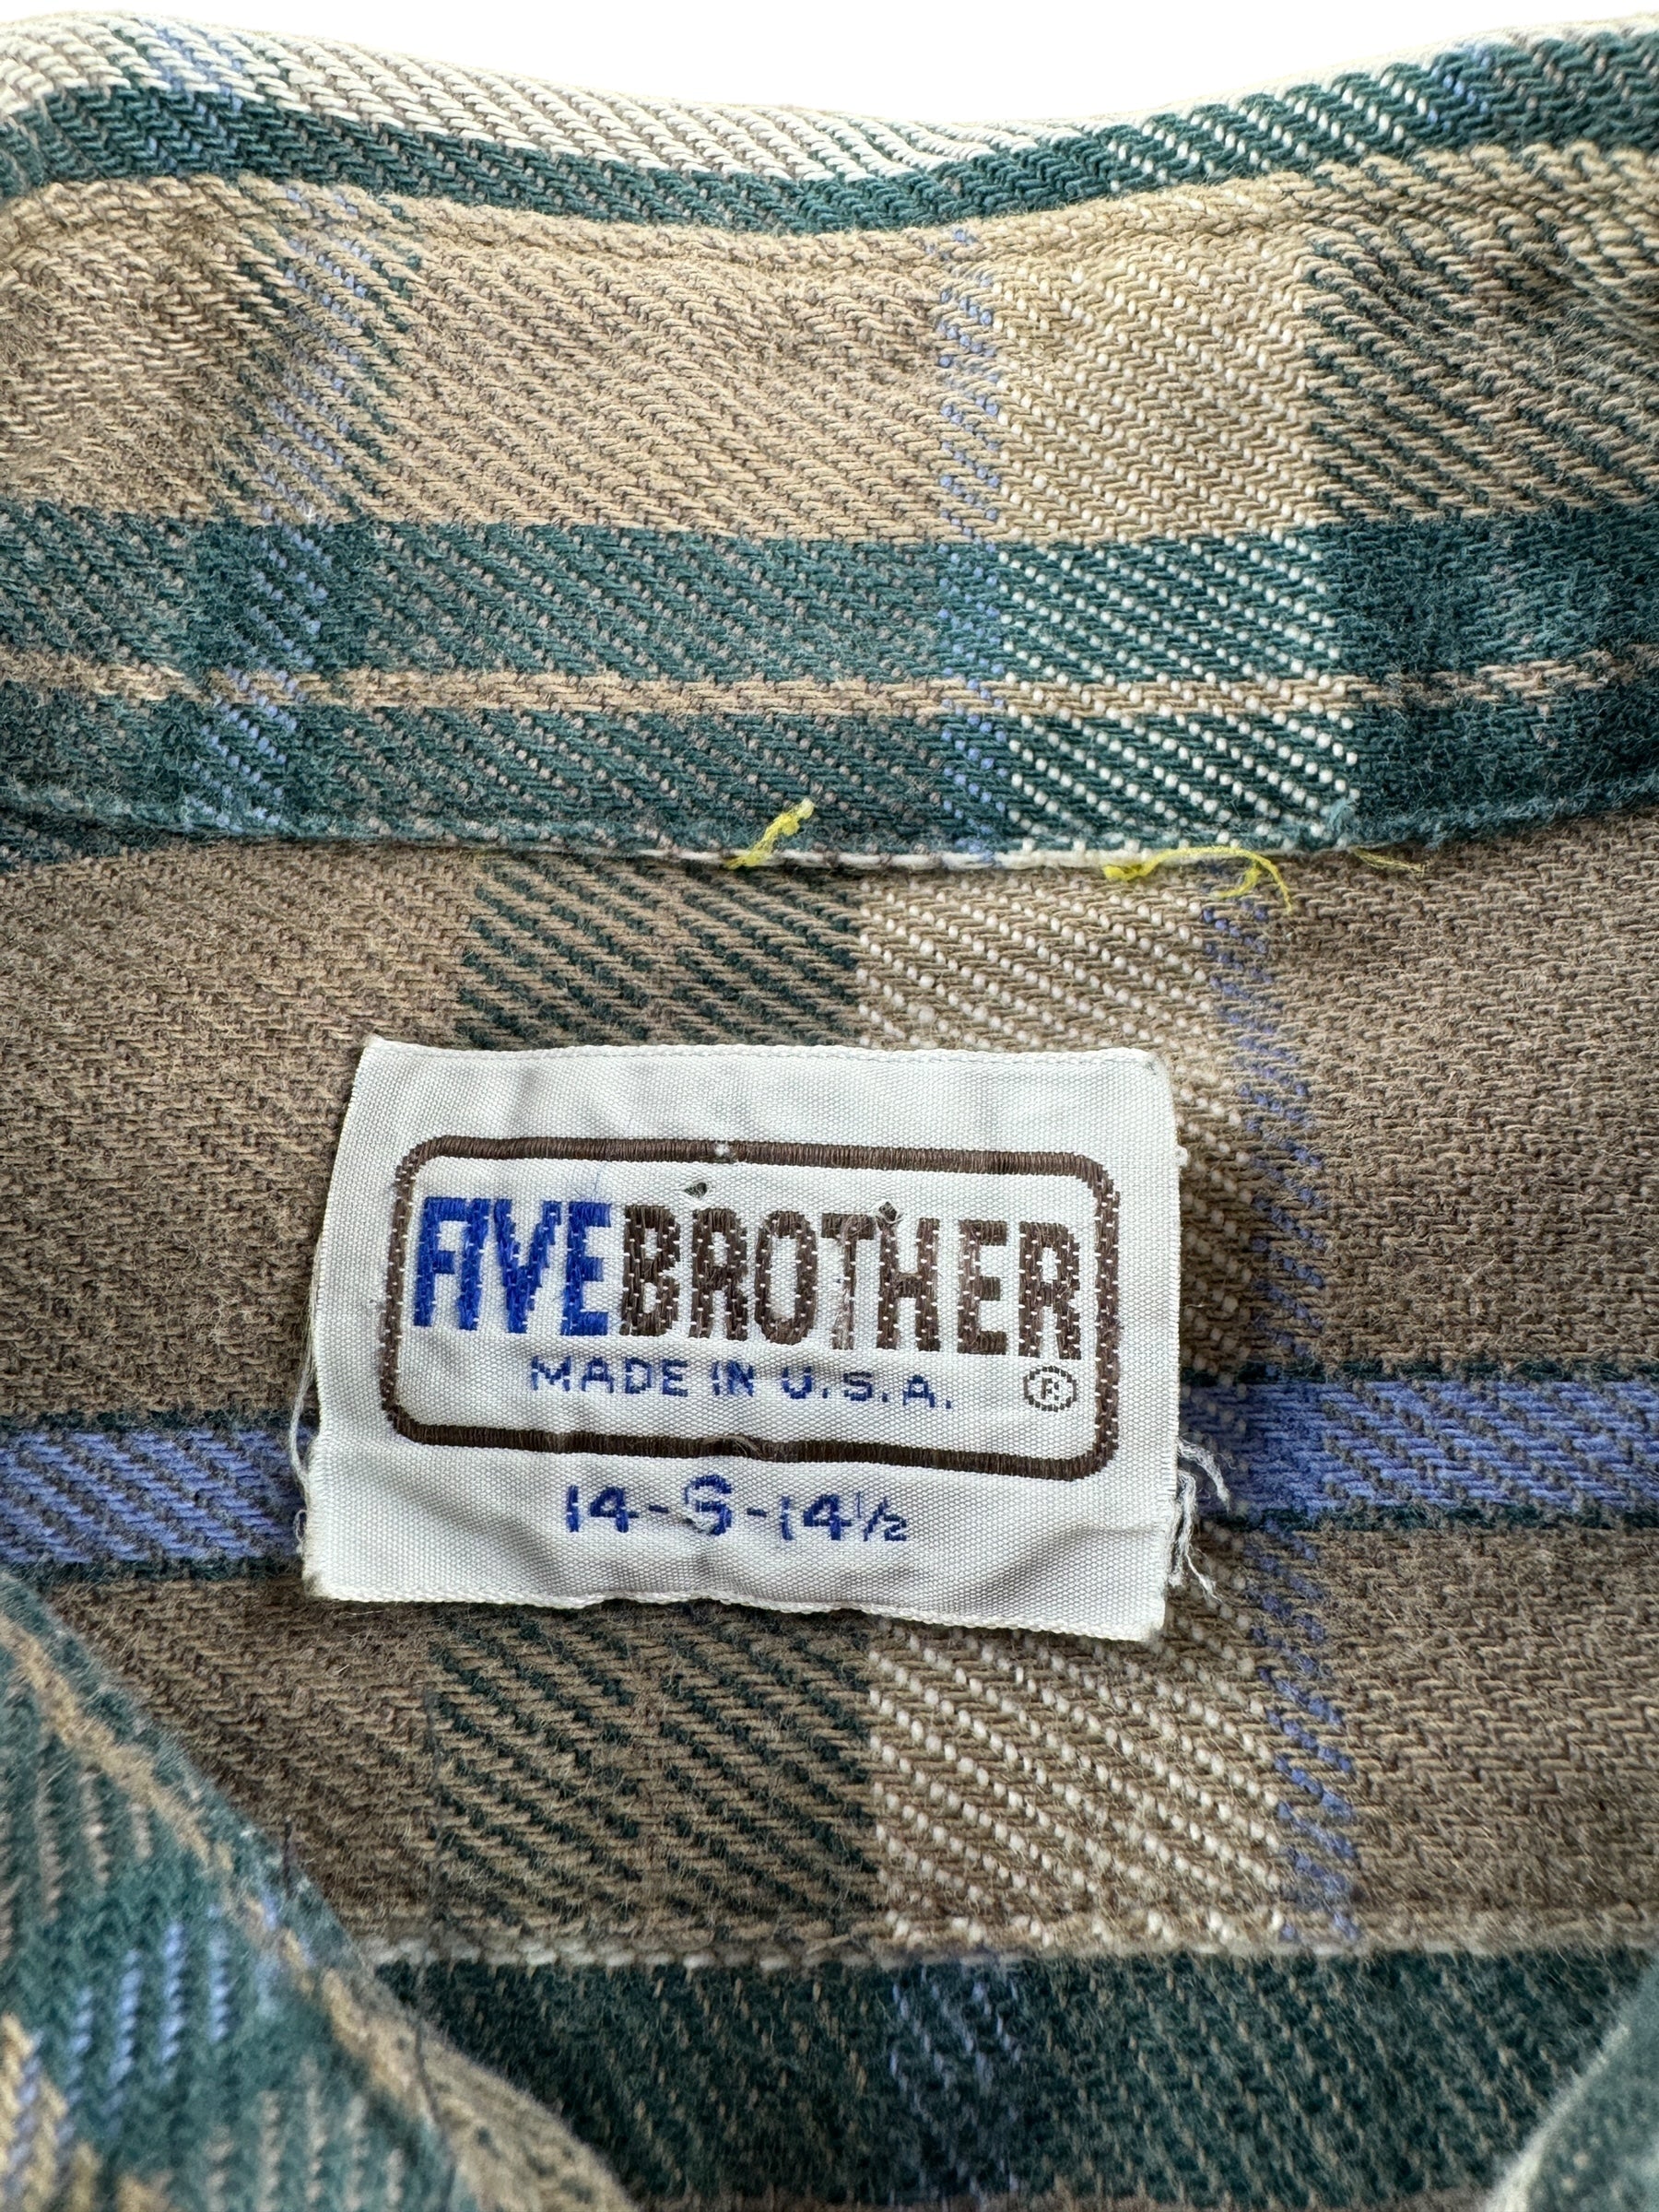 FIVEBROTHER
MADE IN U.S.A. ®
14-S-14½